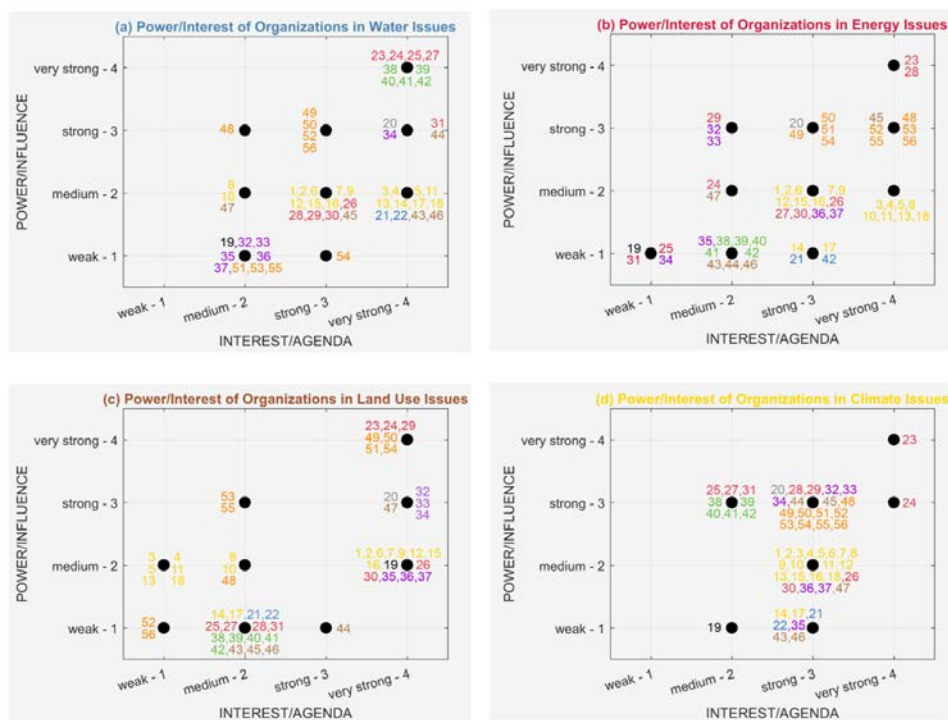 (a) Power/Interest of Organizations in Water Issues
POWER/INFLUENCE
very strong - 4
strong - 3
medium - 2
weak - 1
23,24,25,27
38 39
40,41,42
48
49
50
52
56
20 31
34 44
8
10
47
1,2,6 7,9
12,15,16,26
28,29,30,45
3,4 5,11
13,14,17,18
21,22,43,46
19,32,33
35 36
37,51,53,55
54
weak - 1
medium - 2
strong - 3
very strong - 4
INTEREST/AGENDA
(b) Power/Interest of Organizations in Energy Issues
POWER/INFLUENCE
very strong - 4
strong - 3
medium - 2
weak - 1
23
28
29
32
33
20 50
49 51
54
45 48
52 53
55 56
24
47
1,2,6 7,9
12,15,16,26
27,30,36,37
3,4,5,8
10,11,13,18
19 25
31 34
35,38,39,40
41 42
43,44,46
14 17
21 42
weak - 1
medium - 2
strong - 3
very strong - 4
INTEREST/AGENDA
(c) Power/Interest of Organizations in Land Use Issues
POWER/INFLUENCE
very strong - 4
strong - 3
medium - 2
weak - 1
23,24,29
49,50
51,54
53
55
20 32
47 33
34
3 4
5 11
13 18
8
10
48
1,2,6,7,9,12,15
16 19 26
30,35,36,37
52
56
14,17,21,22
25,27 28,31
38,39,40,41
42,43,45,46
44
weak - 1
medium - 2
strong - 3
very strong - 4
INTEREST/AGENDA
(d) Power/Interest of Organizations in Climate Issues
POWER/INFLUENCE
very strong - 4
strong - 3
medium - 2
weak - 1
23
25,27,31
38 39
40,41,42
20,28,29,32,33
34,44 45,48
49,50,51,52
53,54,55,56
24
1,2,3,4,5,6,7,8
9,10 11,12
13,15,16,18,26
30,36,37,47
19
14,17,21
22,35
43,46
weak - 1
medium - 2
strong - 3
very strong - 4
INTEREST/AGENDA